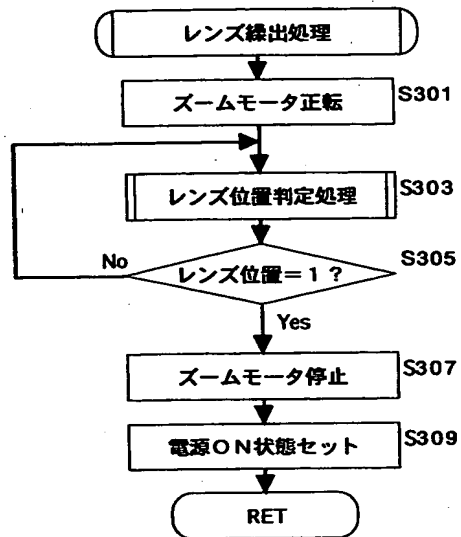 レンズ繰出処理
ズームモータ正転 S301
レンズ位置判定処理 S303
レンズ位置=1? S305
No
Yes
ズームモータ停止 S307
電源ON状態セット S309
RET